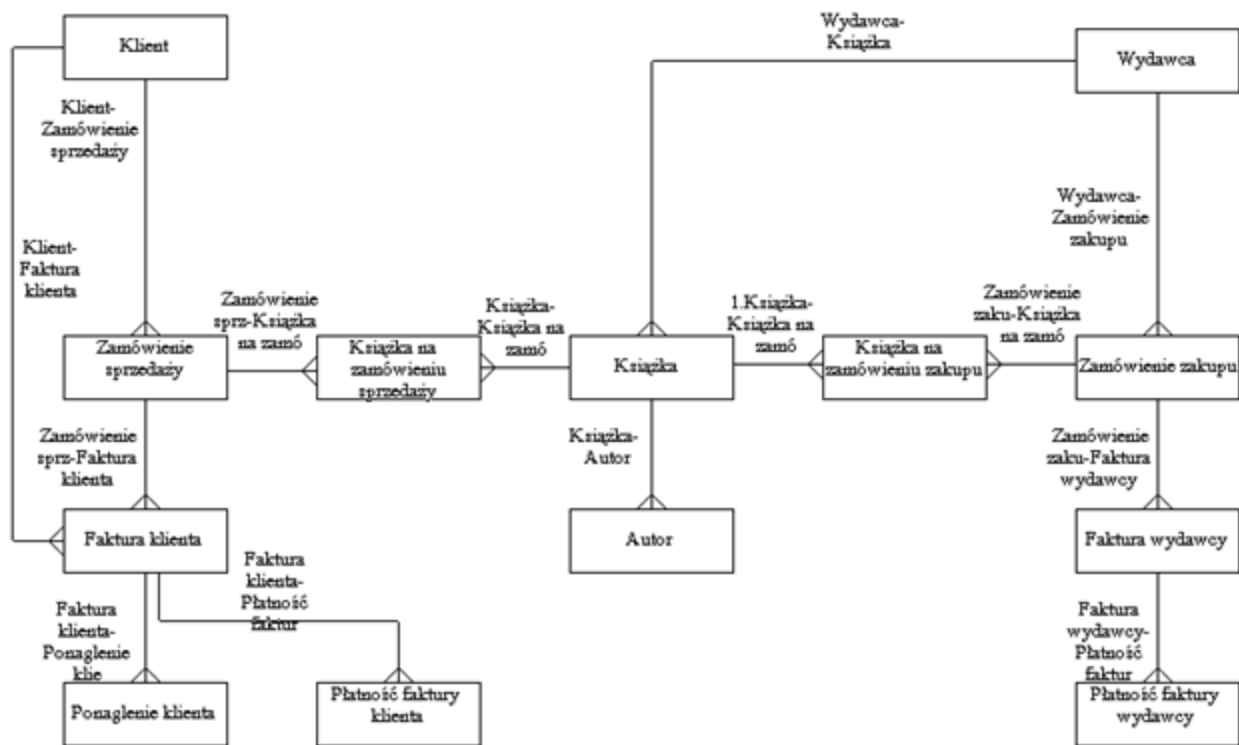 Klient
Wydawca-
Książka
Wydawca
Klient-
Zamówienie
sprzedaży
Klient-
Faktura
klienta
Wydawca-
Zamówienie
zakupu
Zamówienie
sprz-Książka
na zamó
Książka-
Książka na
zamó
1.Książka-
Książka na
zamó
Zamówienie
zaku-Książka
na zamó
Zamówienie
sprzedaży
Książka na
zamówieniu
sprzedaży
Książka
Książka na
zamówieniu zakupu
Zamówienie zakupu
Zamówienie
sprz-Faktura
klienta
Książka-
Autor
Zamówienie
zaku-Faktura
wydawcy
Faktura klienta
Autor
Faktura wydawcy
Faktura
klienta-
Ponaglenie
klie
Faktura
klienta-
Płatność
faktur
Faktura
wydawcy-
Płatność
faktur
Ponaglenie klienta
Płatność faktury
klienta
Płatność faktury
wydawcy